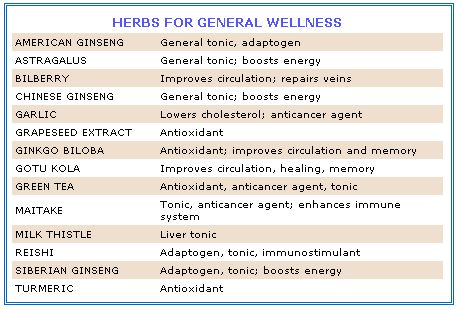 HERBS FOR GENERAL WELLNESS
AMERICAN GINSENG General tonic, adaptogen
ASTRAGALUS General tonic; boosts energy
BILBERRY Improves circulation; repairs veins
CHINESE GINSENG General tonic; boosts energy
GARLIC Lowers cholesterol; anticancer agent
GRAPESEED EXTRACT Antioxidant
GINKGO BILOBA Antioxidant; improves circulation and memory
GOTU KOLA Improves circulation, healing, memory
GREEN TEA Antioxidant, anticancer agent, tonic
MAITAKE Tonic, anticancer agent; enhances immune
system
MILK THISTLE Liver tonic
REISHI Adaptogen, tonic, immunostimulant
SIBERIAN GINSENG Adaptogen, tonic; boosts energy
TURMERIC Antioxidant